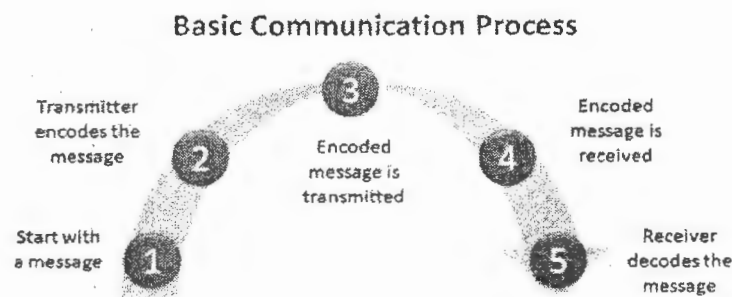 Basic Communication Process
3
Transmitter
encodes the
message
2
Encoded
message is
transmitted
4
Encoded
message is
received
Start with
a message
1
5
Receiver
decodes the
message